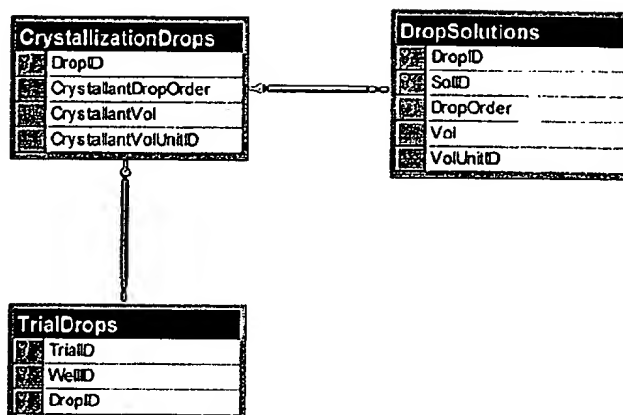 CrystallizationDrops
DropID
CrystallantDropOrder
CrystallantVol
CrystallantVolUnitID
DropSolutions
DropID
SolID
DropOrder
Vol
VolUnitID
TrialDrops
TrialID
WellID
DropID